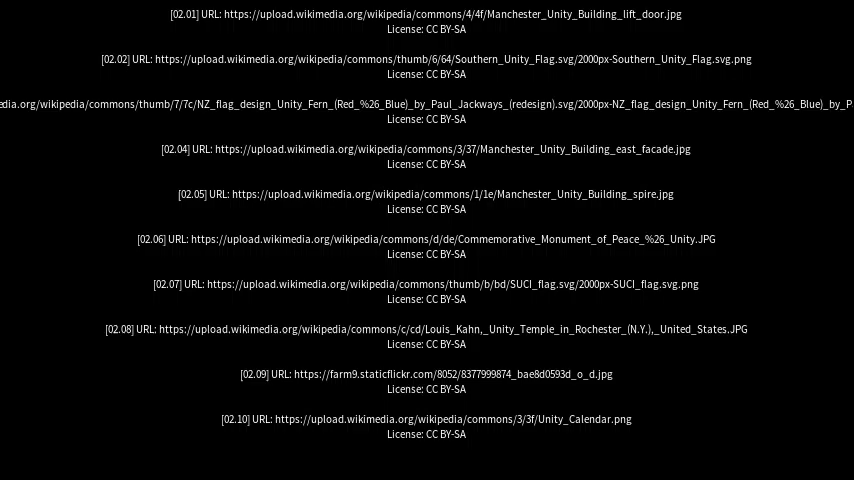 [02.01] URL: https://upload.wikimedia.org/wikipedia/commons/4/4f/Manchester_Unity_Building_lift_door.jpg
License: CC BY-SA
[02.02] URL: https://upload.wikimedia.org/wikipedia/commons/thumb/6/64/Southern_Unity_Flag.svg/2000px-Southern_Unity_Flag.svg.png
License: CC BY-SA
edia.org/wikipedia/commons/thumb/7/7c/NZ_flag_design_Unity_Fern_(Red_%26_Blue)_by_Paul_Jackways_(redesign).svg/2000px-NZ_flag_design_Unity_Fern_(Red_%26_Blue)_by_P
License: CC BY-SA
[02.04] URL: https://upload.wikimedia.org/wikipedia/commons/3/37/Manchester_Unity_Building_east_facade.jpg
License: CC BY-SA
[02.05] URL: https://upload.wikimedia.org/wikipedia/commons/1/1e/Manchester_Unity_Building_spire.jpg
License: CC BY-SA
[02.06] URL: https://upload.wikimedia.org/wikipedia/commons/d/de/Commemorative_Monument_of_Peace_%26_Unity.JPG
License: CC BY-SA
[02.07] URL: https://upload.wikimedia.org/wikipedia/commons/thumb/b/bd/SUCI_flag.svg/2000px-SUCI_flag.svg.png
License: CC BY-SA
[02.08] URL: https://upload.wikimedia.org/wikipedia/commons/c/cd/Louis_Kahn,_Unity_Temple_in_Rochester_(N.Y.),_United_States.JPG
License: CC BY-SA
[02.09] URL: https://farm9.staticflickr.com/8052/8377999874_bae8d0593d_o_d.jpg
License: CC BY-SA
[02.10] URL: https://upload.wikimedia.org/wikipedia/commons/3/3f/Unity_Calendar.png
License: CC BY-SA